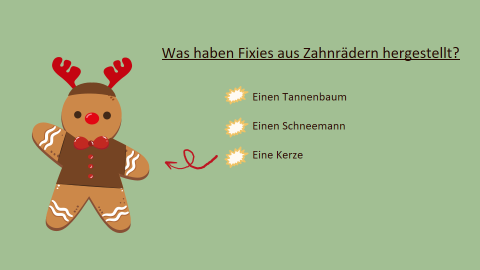 Was haben Fixies aus Zahnrädern hergestellt?
Einen Tannenbaum
Einen Schneemann
Eine Kerze